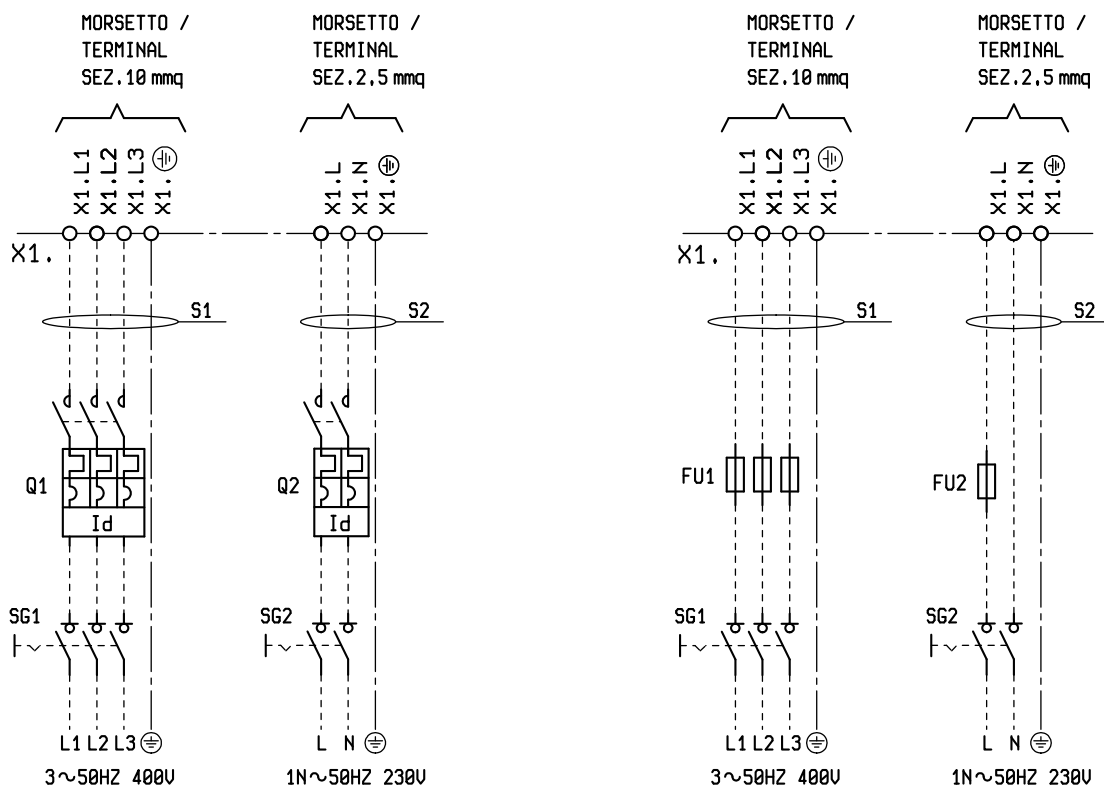 MORSETTO /
TERMINAL
SEZ.10 mmq
MORSETTO /
TERMINAL
SEZ.2,5 mmq
MORSETTO /
TERMINAL
SEZ.10 mmq
MORSETTO /
TERMINAL
SEZ.2,5 mmq
X1.L1
X1.L2
X1.L3
X1.
X1.L
X1.N
X1.
X1.L1
X1.L2
X1.L3
X1.
X1.L
X1.N
X1.
X1.
X1.
S1
S2
S1
S2
Q1
Id
Q2
Id
FU1
FU2
SG1
SG2
SG1
SG2
L1 L2 L3
L N
L1 L2 L3
L N
3~50HZ 400V
1N~50HZ 230V
3~50HZ 400V
1N~50HZ 230V